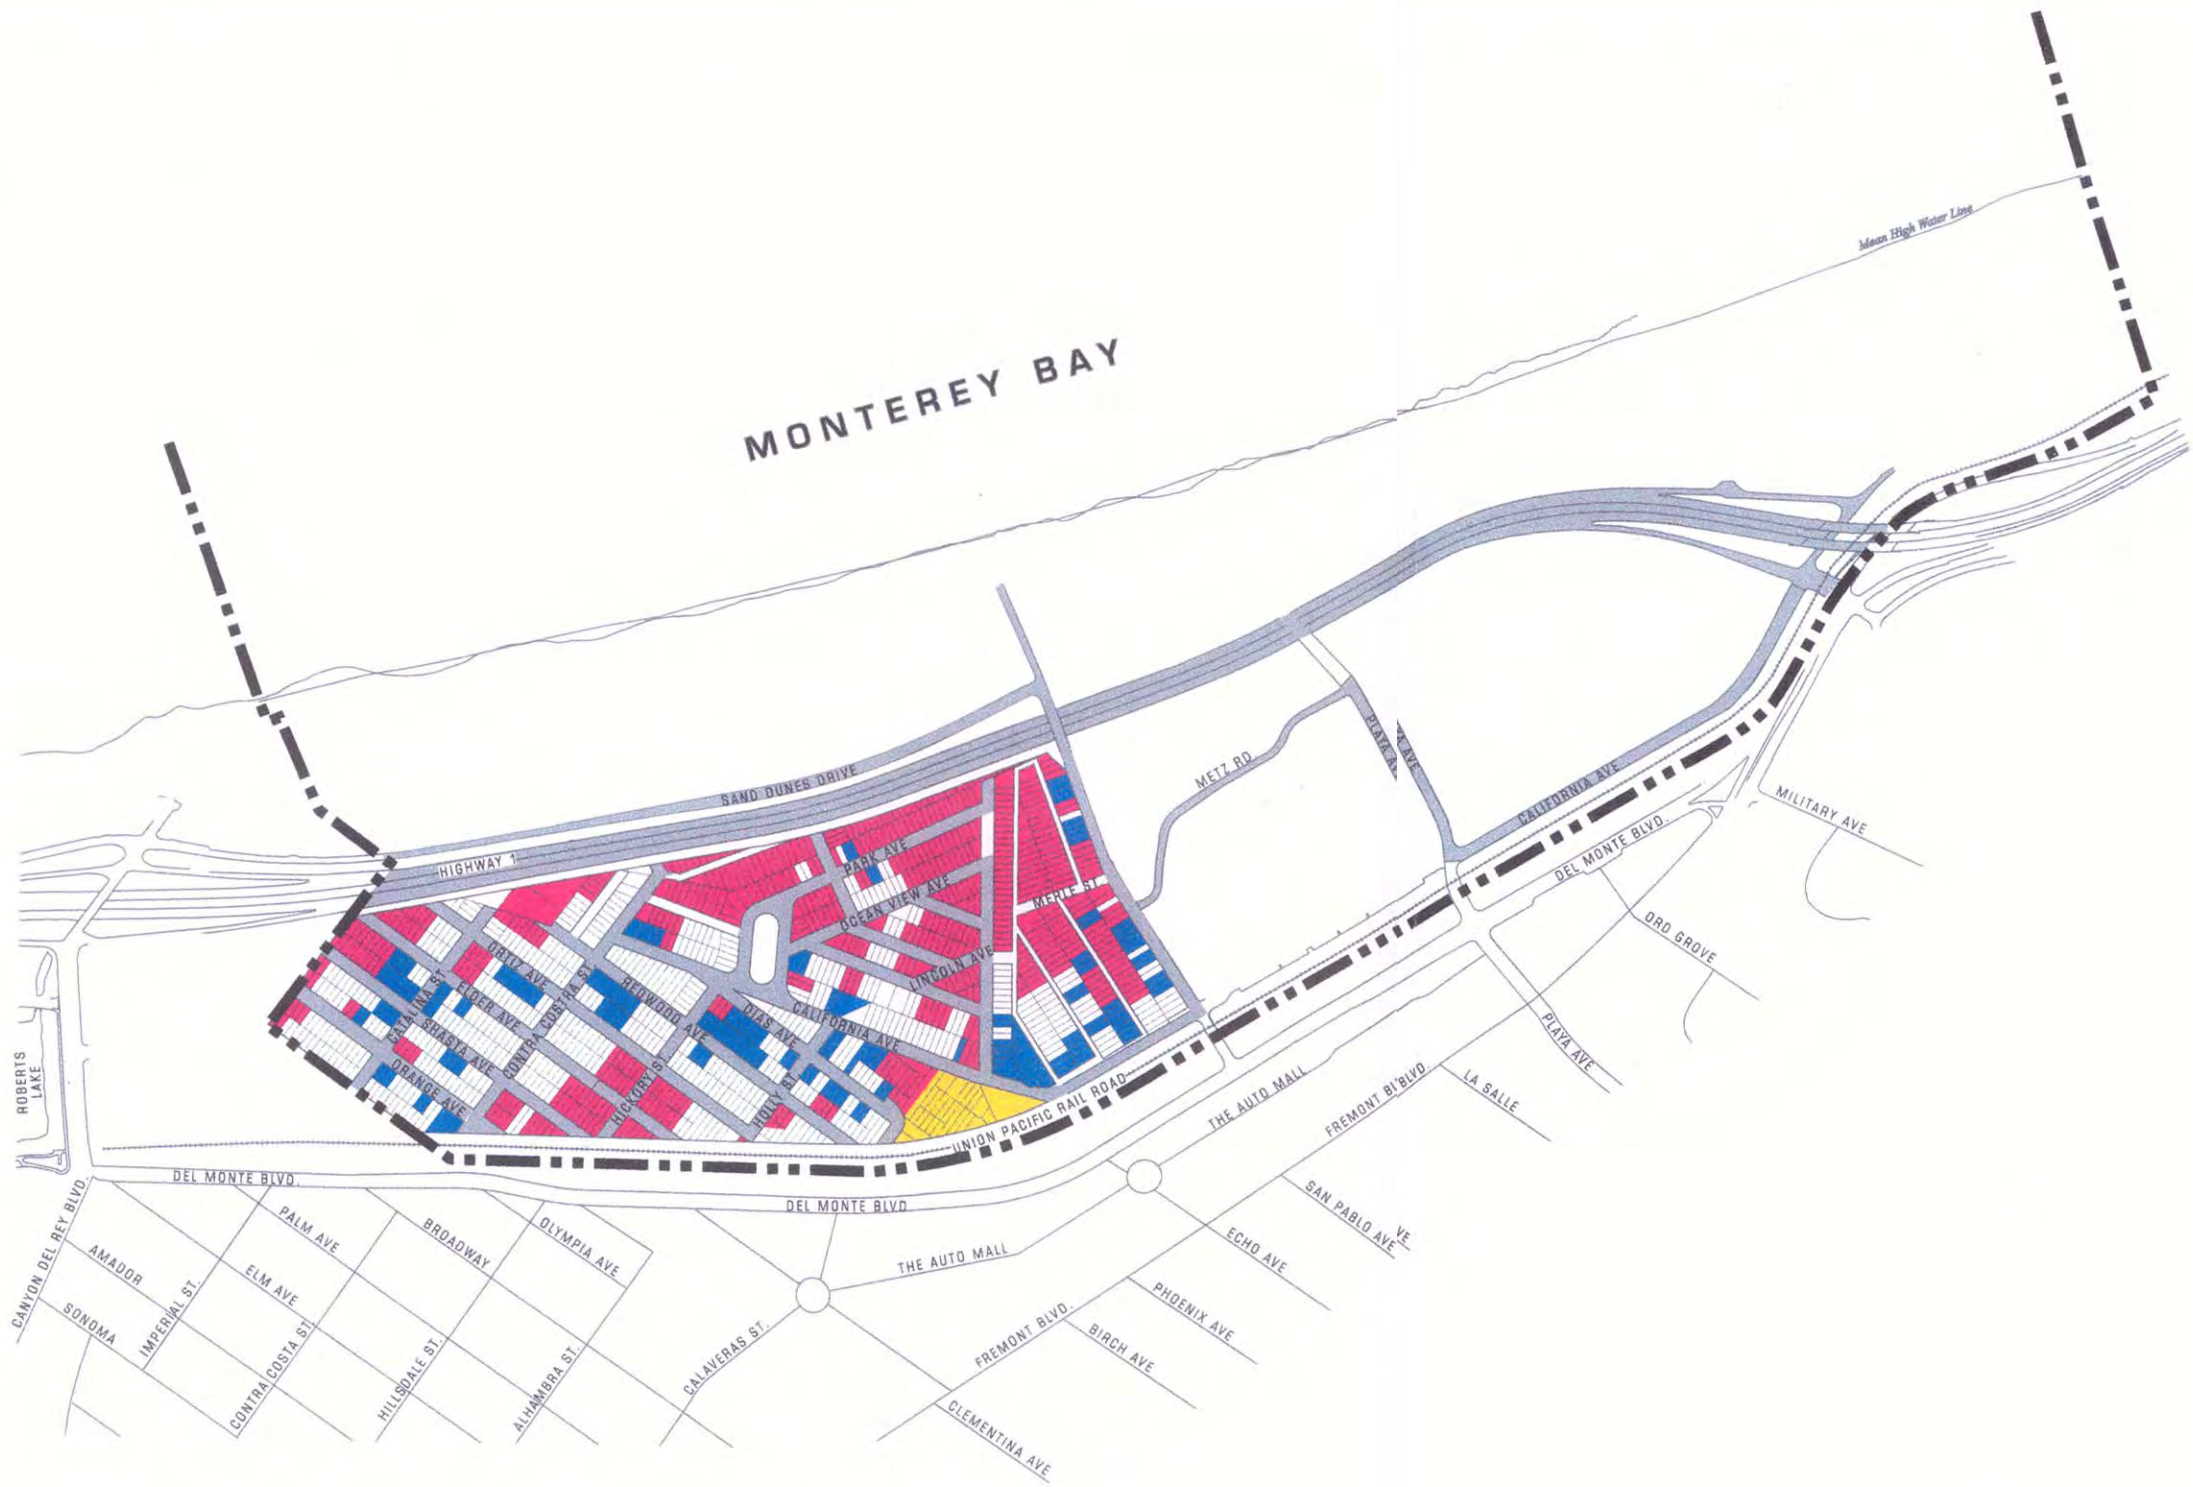 Mean High Water Line
MONTEREY BAY
PLAYA AVE
METZ RD.
SAND DUNES DRIVE
CALIFORNIA AVE
MILITARY AVE
HIGHWAY 1
PARK AVE
DEL MONTE BLVD.
OCEAN VIEW AVE
MERLE ST.
ORD GROVE
LINCOLN AVE
ORTIZ AVE
CATALINA ST
ELDER AVE
CONTRA COSTA ST
REDWOOD AVE
DIAS AVE
CALIFORNIA AVE
SHASTA AVE
PLAYA AVE
ROBERTS
LAKE
ORANGE AVE
HICKORY S
HOLLY ST
UNION PACIFIC RAIL ROAD
THE AUTO MALL
FREMONT BLVD.
LA SALLE
DEL MONTE BLVD.
DEL MONTE BLVD
CANYON DEL REY BLVD.
PALM AVE
BROADWAY
OLYMPIA AVE
SAN PABLO AVE
VE
ECHO AVE
THE AUTO MALL
AMADOR
ELM AVE
IMPERIAL ST.
PHOENIX AVE
SONOMA
CONTRA COSTA ST.
HILLSDALE ST.
ALHAMBRA ST.
CALAVERAS ST.
FREMONT BLVD.
BIRCH AVE
CLEMENTINA AVE